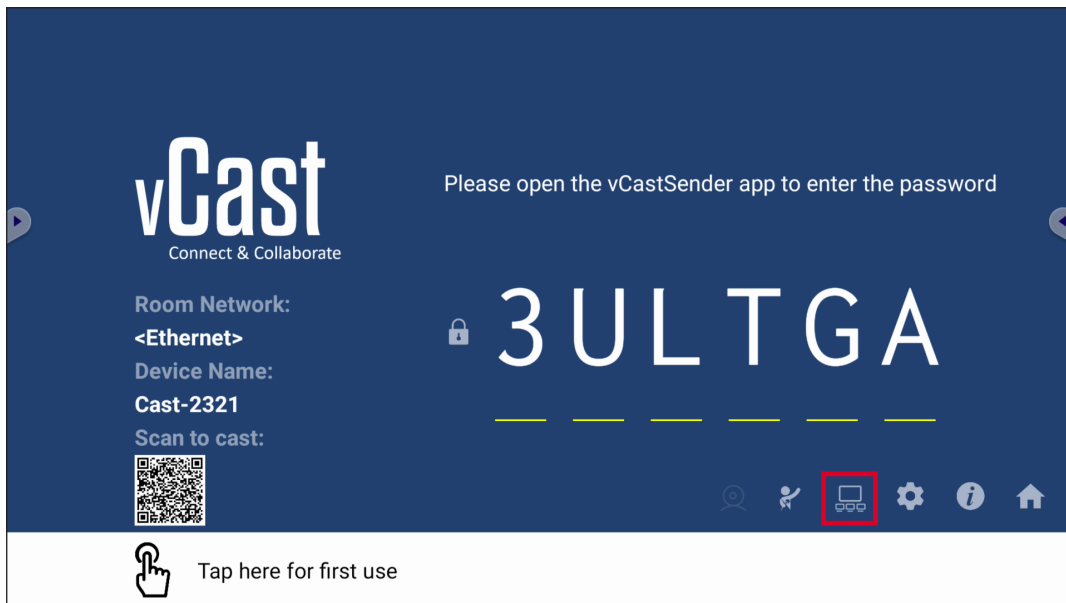 vCast
Connect & Collaborate
Please open the vCastSender app to enter the password
Room Network:
<Ethernet>
Device Name:
Cast-2321
Scan to cast:
3ULTGA
Tap here for first use